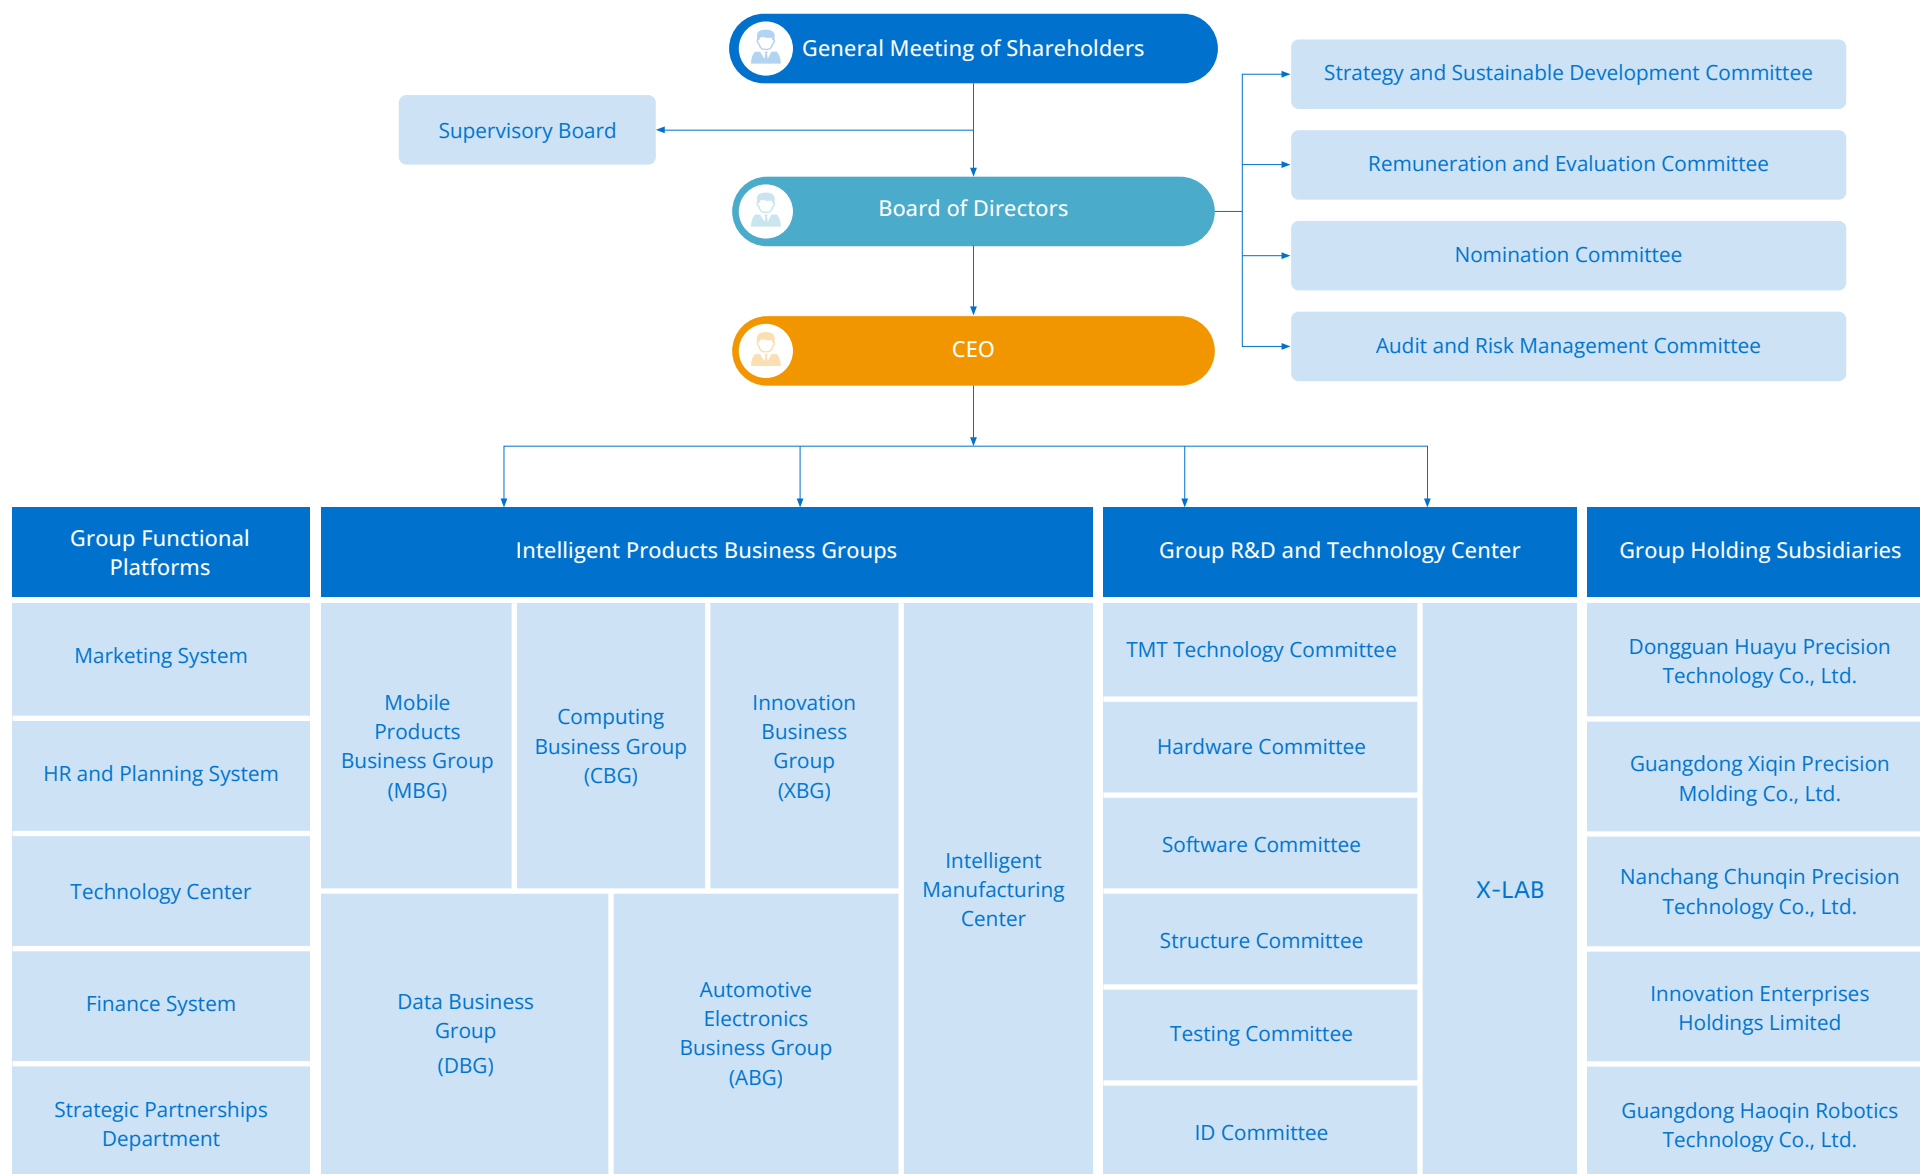 General Meeting of Shareholders
Supervisory Board
Board of Directors
Strategy and Sustainable Development Committee
Remuneration and Evaluation Committee
Nomination Committee
Audit and Risk Management Committee
CEO
Group Functional
Platforms
Marketing System
HR and Planning System
Technology Center
Finance System
Strategic Partnerships
Department
Intelligent Products Business Groups
Mobile
Products
Business Group
(MBG)
Computing
Business Group
(CBG)
Innovation
Business
Group
(XBG)
Data Business
Group
(DBG)
Automotive
Electronics
Business Group
(ABG)
Intelligent
Manufacturing
Center
Group R&D and Technology Center
TMT Technology Committee
Hardware Committee
Software Committee
Structure Committee
Testing Committee
ID Committee
X-LAB
Group Holding Subsidiaries
Dongguan Huayu Precision
Technology Co., Ltd.
Guangdong Xiqin Precision
Molding Co., Ltd.
Nanchang Chunqin Precision
Technology Co., Ltd.
Innovation Enterprises
Holdings Limited
Guangdong Haoqin Robotics
Technology Co., Ltd.